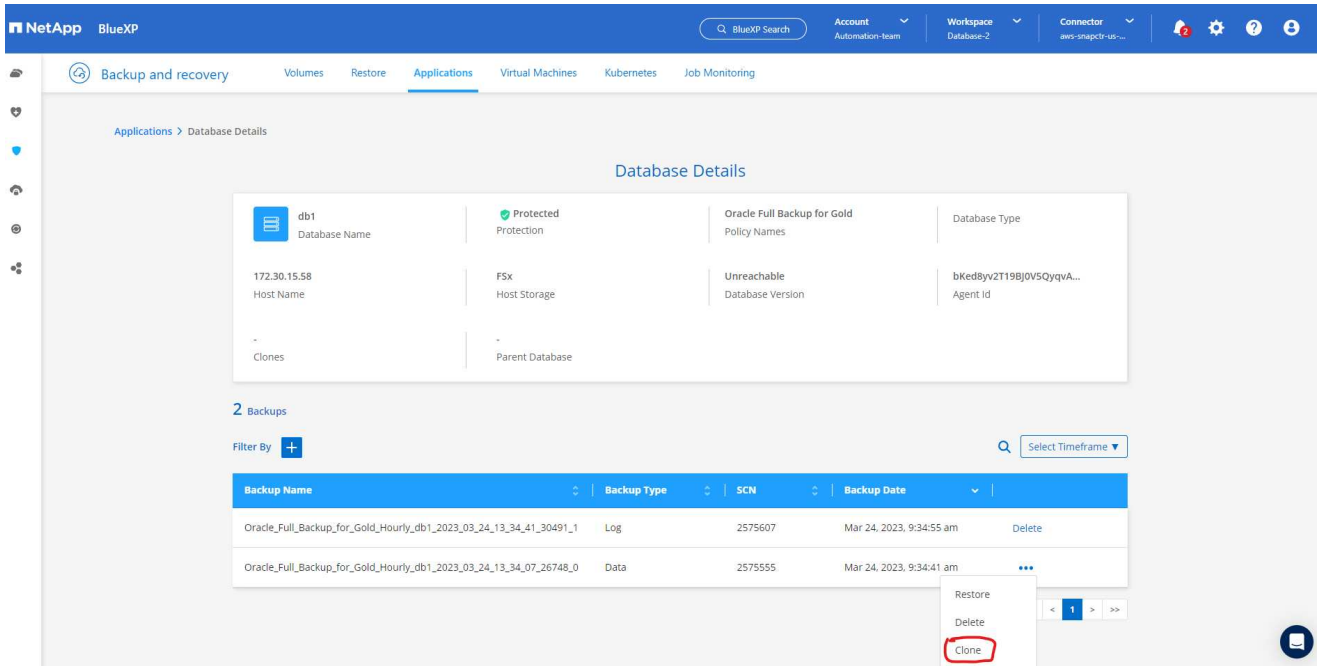 NetApp BlueXP
BlueXP Search
Account
Automation-team
Workspace
Database-2
Connector
aws-snapctr-us-...
2
Backup and recovery
Volumes Restore Applications Virtual Machines Kubernetes Job Monitoring
Applications > Database Details
Database Details
db1
Database Name
Protected
Protection
Oracle Full Backup for Gold
Policy Names
Database Type
172.30.15.58
Host Name
FSx
Host Storage
Unreachable
Database Version
Agent Id
-
Clones
-
Parent Database
2 Backups
Filter By +
Select Timeframe ▼
Backup Name Backup Type SCN Backup Date
Oracle_Full_Backup_for_Gold_Hourly_db1_2023_03_24_13_34_41_30491_1 Log 2575607 Mar 24, 2023, 9:34:55 am Delete
Oracle_Full_Backup_for_Gold_Hourly_db1_2023_03_24_13_34_07_26748_0 Data 2575555 Mar 24, 2023, 9:34:41 am •••
Restore
Delete
Clone
< 1 > >>